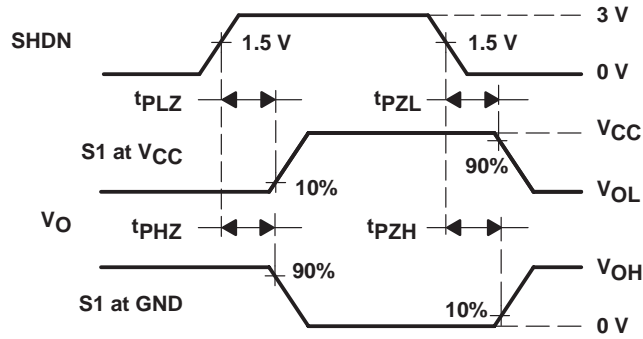 3 V
SHDN
1.5 V
1.5 V
0 V
tPLZ
tPZL
VCC
S1 at VCC
90%
10%
VOL
VO
tPHZ
tPZH
VOH
90%
S1 at GND
10%
0 V